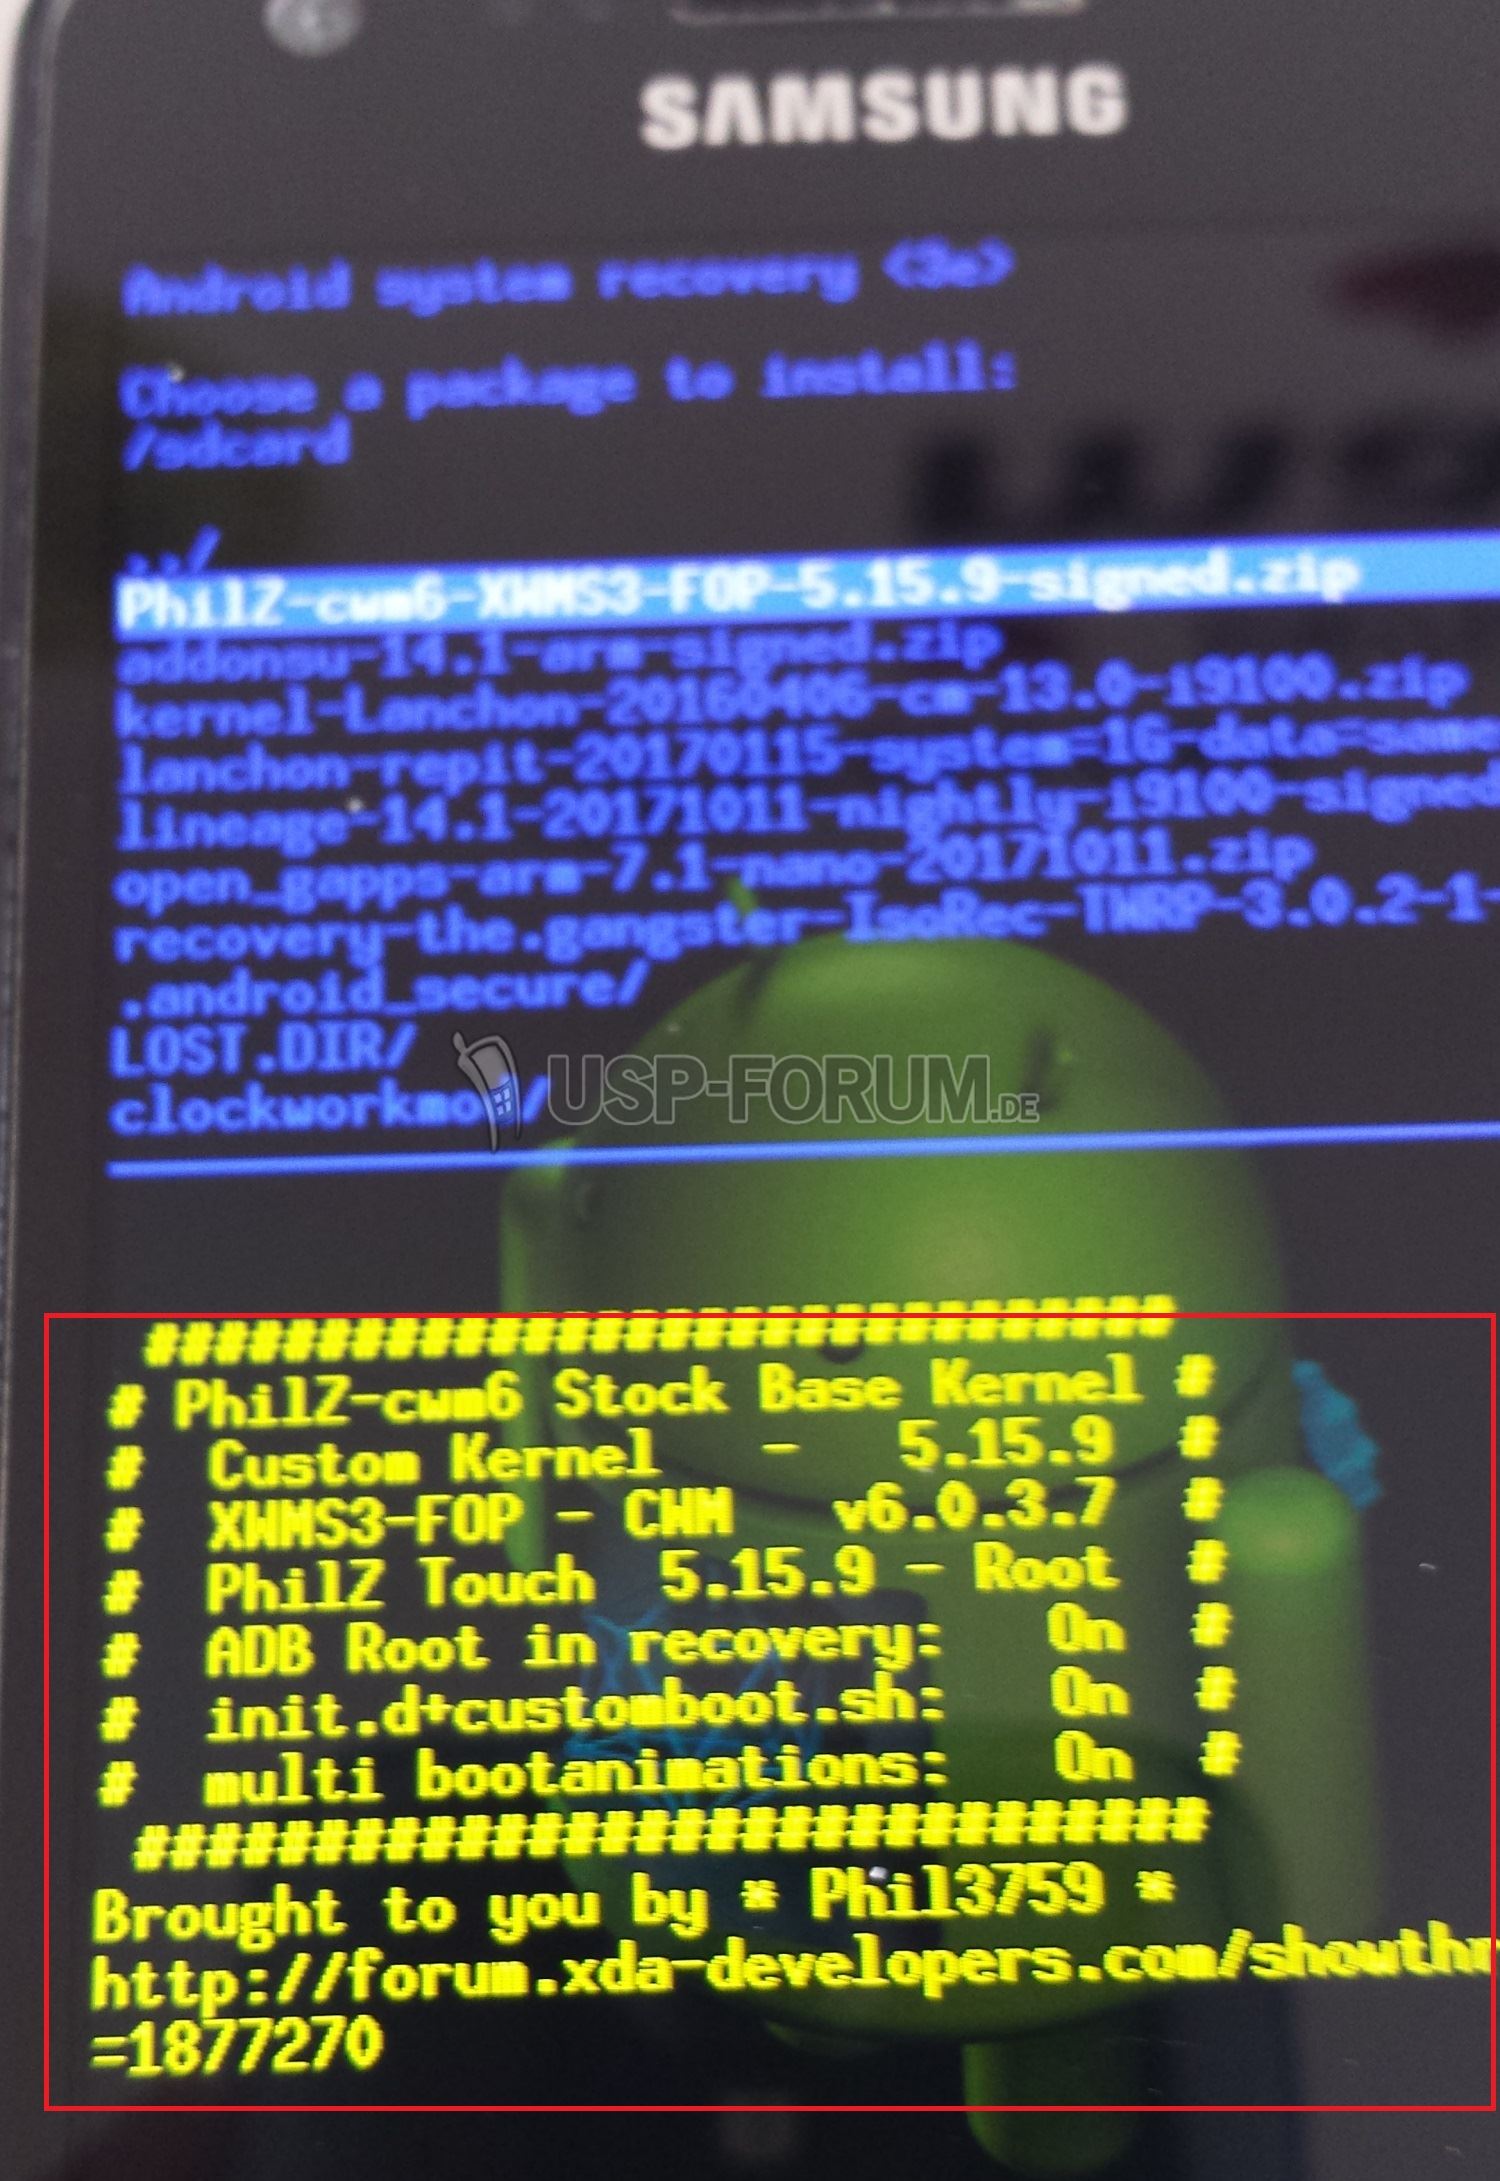 SAMSUNG
Android system recovery <3e>
Choose a package to install:
/sdcard
../
PhilZ-cwm6-XWMS3-FOP-5.15.9-signed.zip
addonsu-14.1-arm-signed.zip
kernel-Lanchon-20160406-cm-13.0-i9100.zip
lanchon-repit-20170115-system=1G-data=same
lineage-14.1-20171011-nightly-i9100-signed
open_gapps-arm-7.1-nano-20171011.zip
recovery-the.gangster-IsoRec-TWRP-3.0.2-1-
.android_secure/
LOST.DIR/
clockworkmod/
USP-FORUM.DE
##############################
# PhilZ-cwm6 Stock Base Kernel #
# Custom Kernel - 5.15.9 #
# XWMS3-FOP - CWM v6.0.3.7 #
# PhilZ Touch 5.15.9 - Root #
# ADB Root in recovery: On #
# init.d+customboot.sh: On #
# multi bootanimations: On #
##############################
Brought to you by * Phil3759 *
http://forum.xda-developers.com/showthr
=1877270